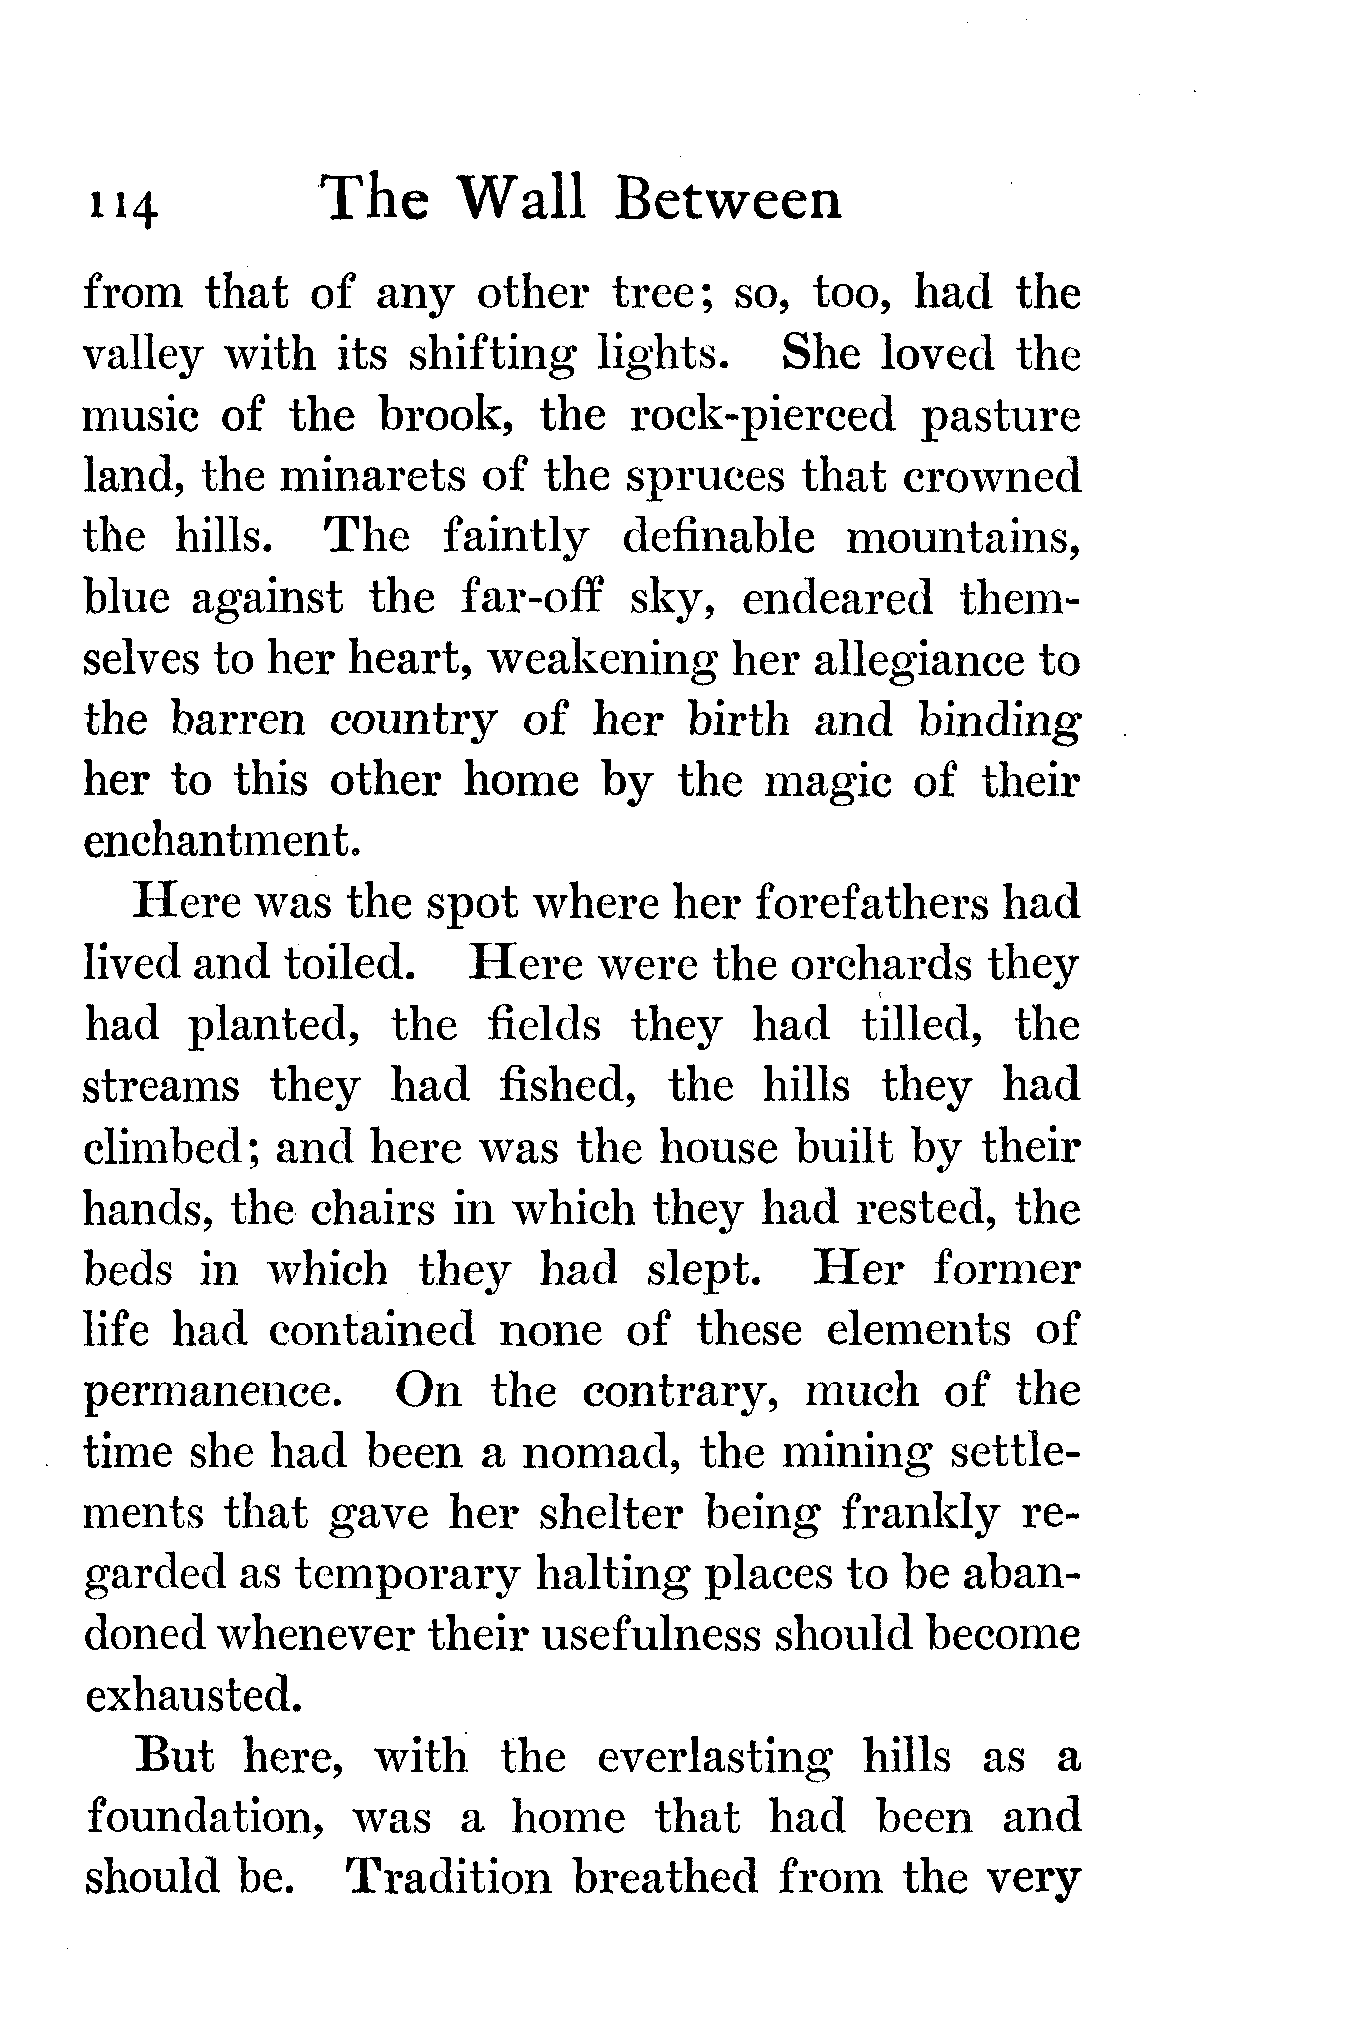 114 The Wall Between
from that of any other tree; so, too, had the
valley with its shifting lights. She loved the
music of the brook, the rock-pierced pasture
land, the minarets of the spruces that crowned
the hills. The faintly definable mountains,
blue against the far-off sky, endeared them-
selves to her heart, weakening her allegiance to
the barren country of her birth and binding
her to this other home by the magic of their
enchantment.
Here was the spot where her forefathers had
lived and toiled. Here were the orchards they
had planted, the fields they had tilled, the
streams they had fished, the hills they had
climbed; and here was the house built by their
hands, the chairs in which they had rested, the
beds in which they had slept. Her former
life had contained none of these elements of
permanence. On the contrary, much of the
time she had been a nomad, the mining settle-
ments that gave her shelter being frankly re-
garded as temporary halting places to be aban-
doned whenever their usefulness should become
exhausted.
But here, with the everlasting hills as a
foundation, was a home that had been and
should be. Tradition breathed from the very